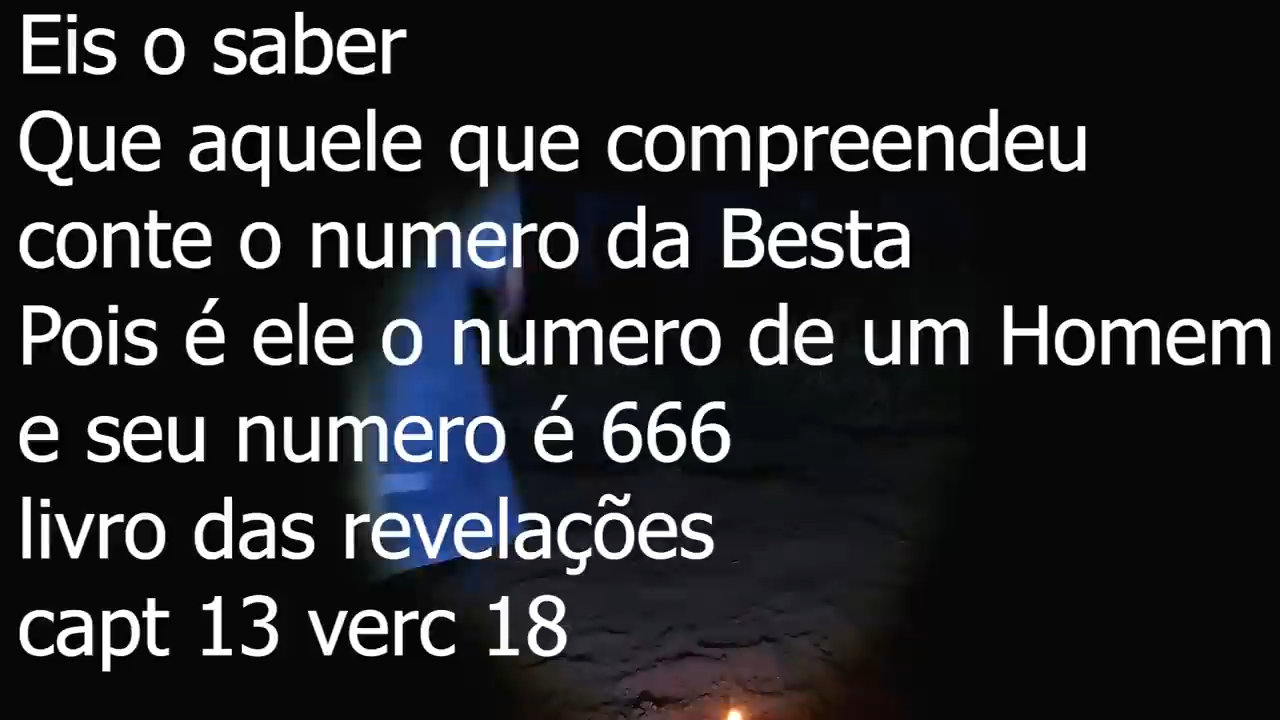 Eis o saber
Que aquele que compreendeu
conte o numero da Besta
Pois é ele o numero de um Homem
e seu numero é 666
livro das revelações
capt 13 verc 18